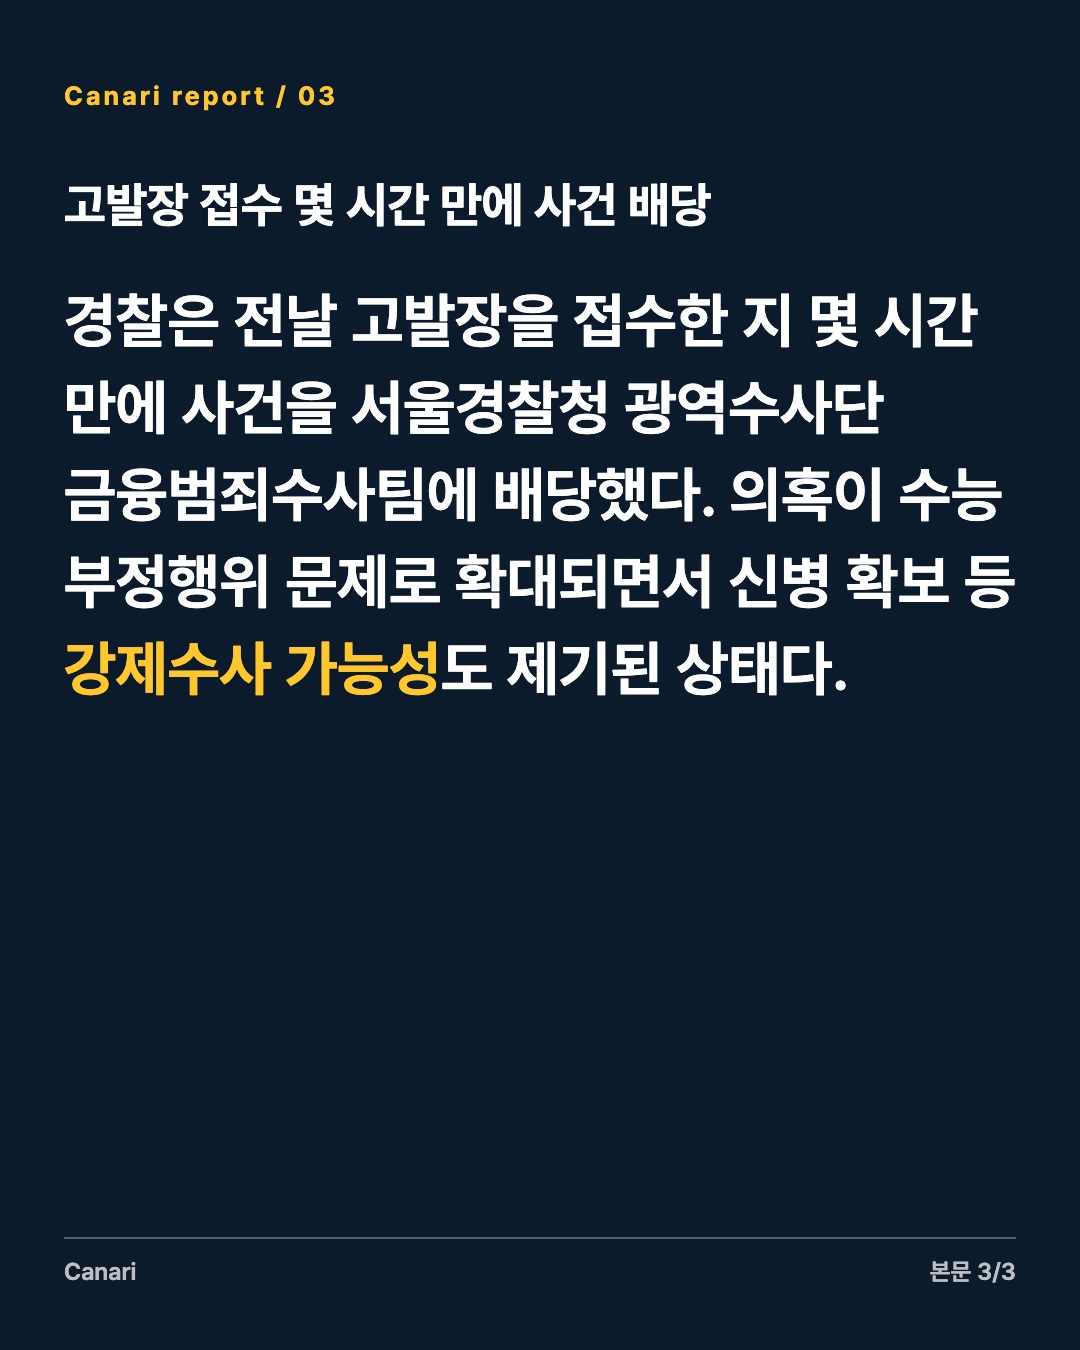 Canari report / 03
고발장 접수 몇 시간 만에 사건 배당
경찰은 전날 고발장을 접수한 지 몇 시간
만에 사건을 서울경찰청 광역수사단
금융범죄수사팀에 배당했다. 의혹이 수능
부정행위 문제로 확대되면서 신병 확보 등
강제수사 가능성도 제기된 상태다.
Canari
본문 3/3